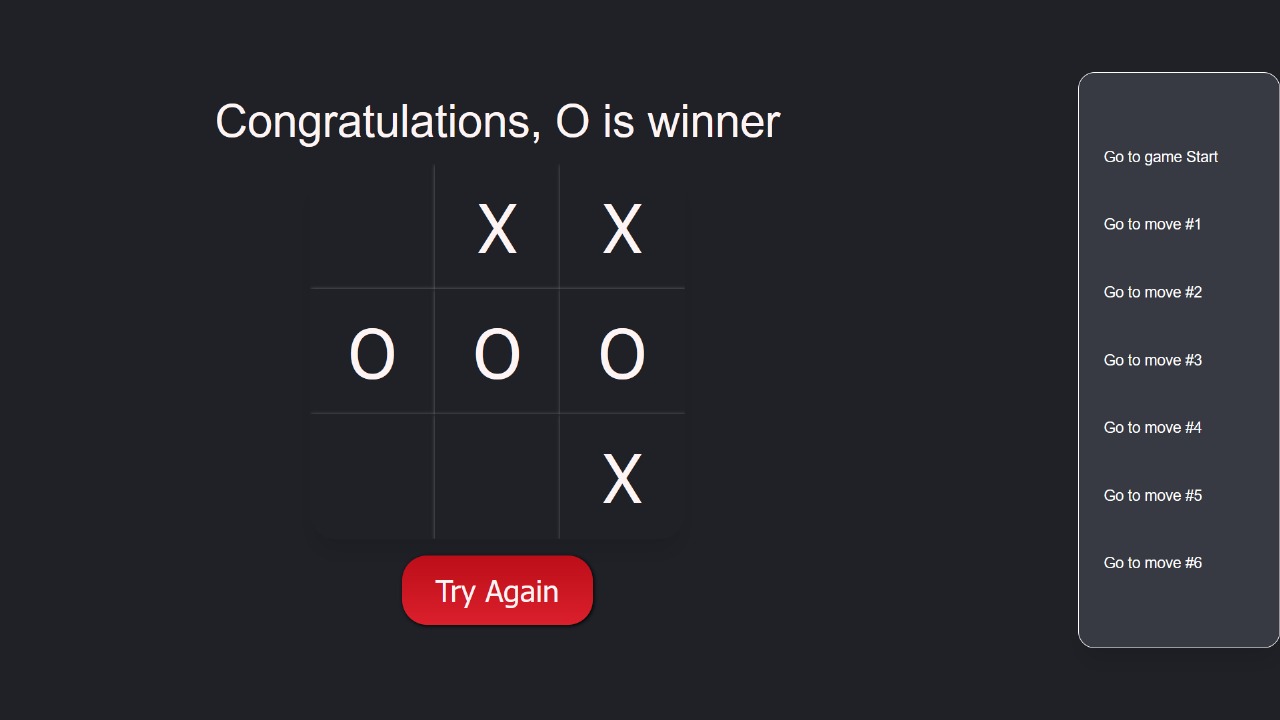 Congratulations, O is winner
X X
O O O
X
Try Again
Go to game Start
Go to move #1
Go to move #2
Go to move #3
Go to move #4
Go to move #5
Go to move #6